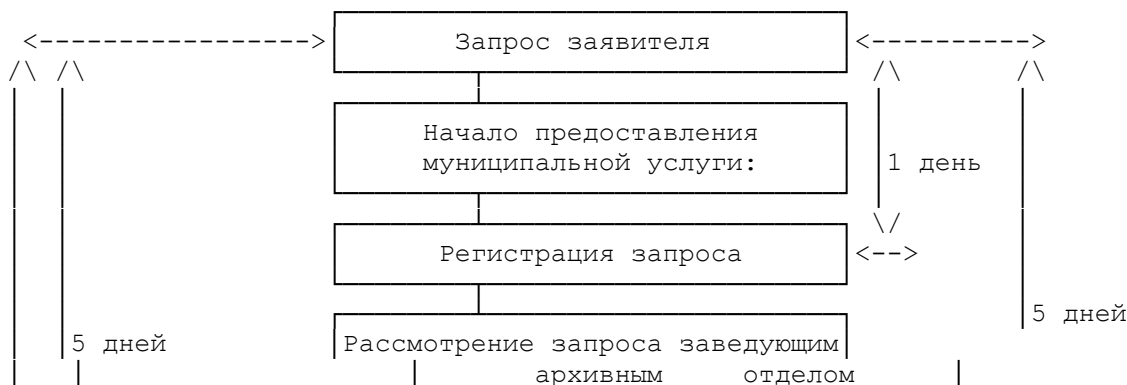 Запрос заявителя
Начало предоставления
муниципальной услуги:
1 день
Регистрация запроса
5 дней
5 дней
Рассмотрение запроса заведующим
архивным отделом